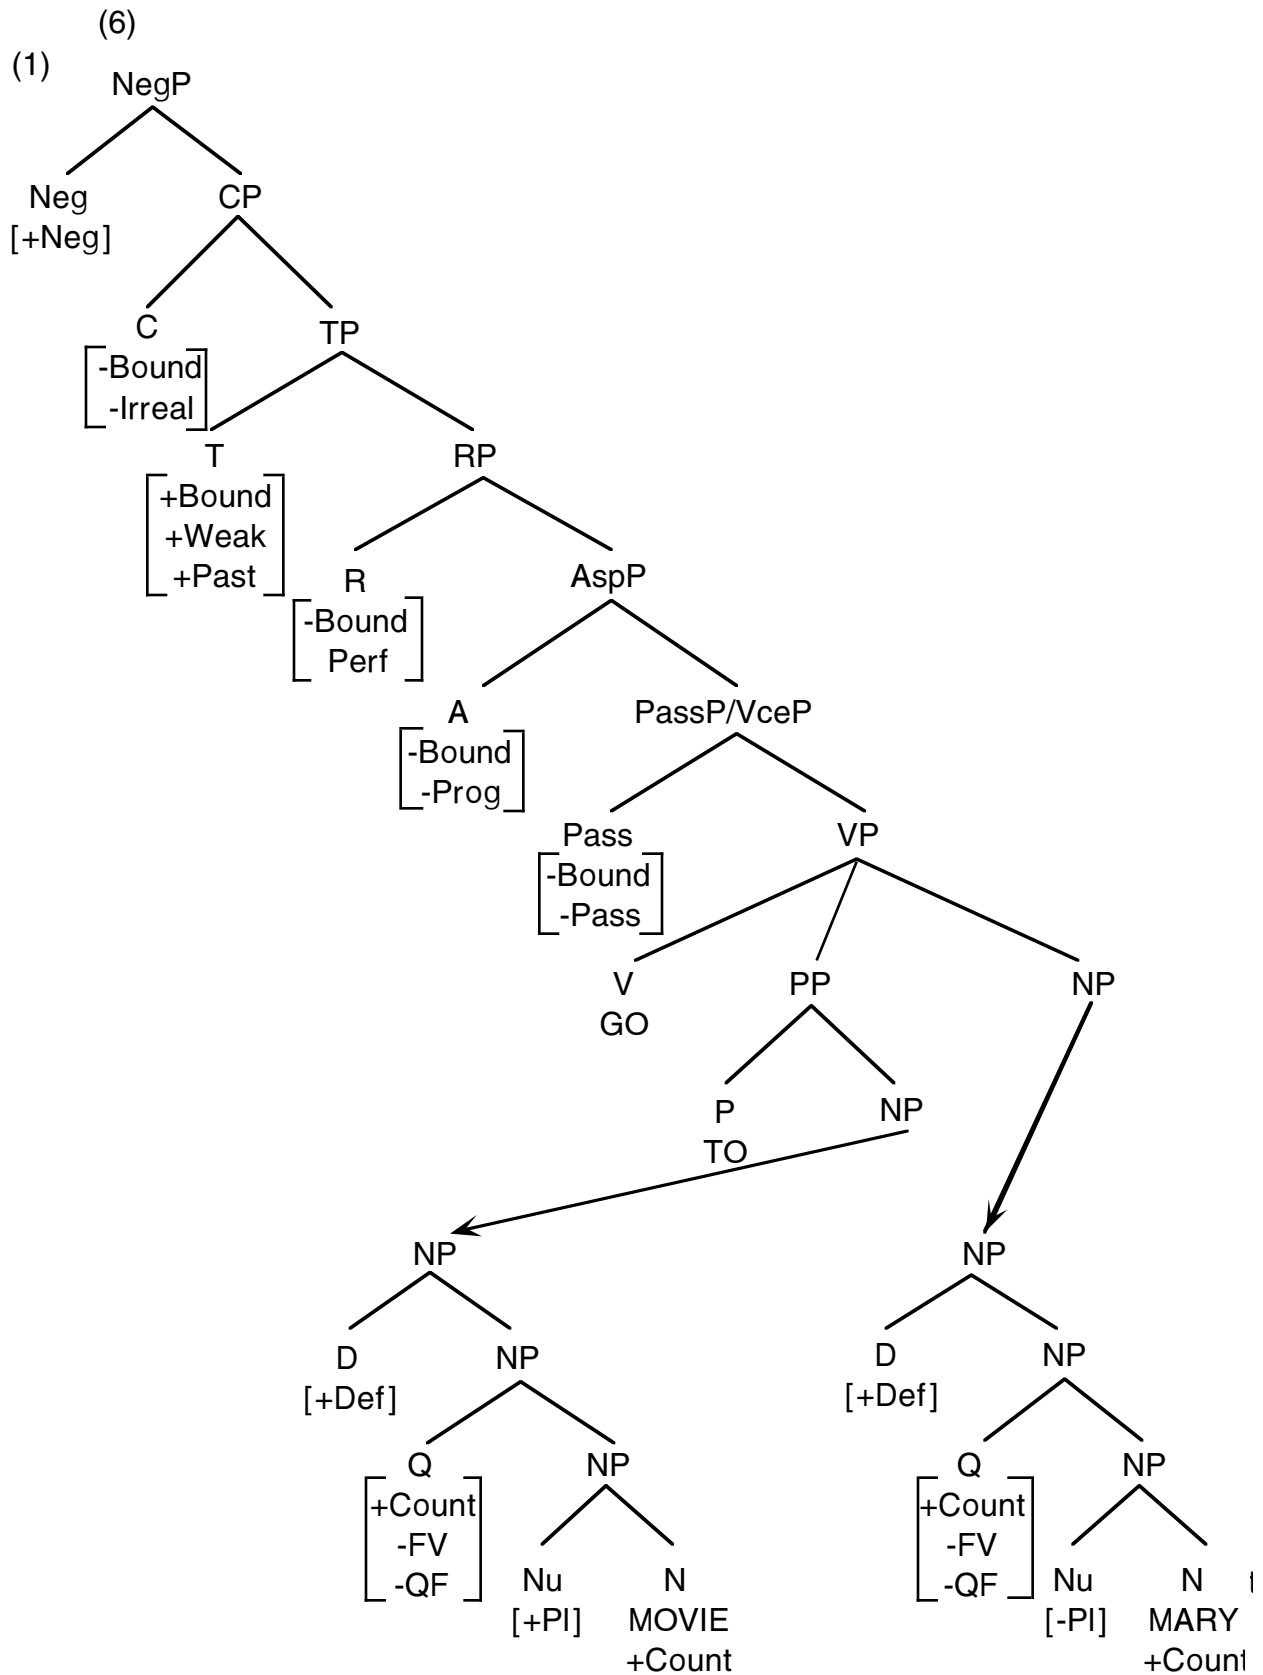 (6)
(1)
NegP
Neg CP
[+Neg]
C TP
-Bound
-Irreal
T RP
+Bound
+Weak
+Past
R AspP
-Bound
Perf
A PassP/VceP
-Bound
-Prog
Pass VP
-Bound
-Pass
V PP NP
GO
P NP
TO
NP NP
D NP D NP
[+Def] [+Def]
Q NP Q NP
+Count +Count
-FV -FV
-QF -QF
Nu N Nu N
[+Pl] MOVIE [-Pl] MARY
+Count +Count